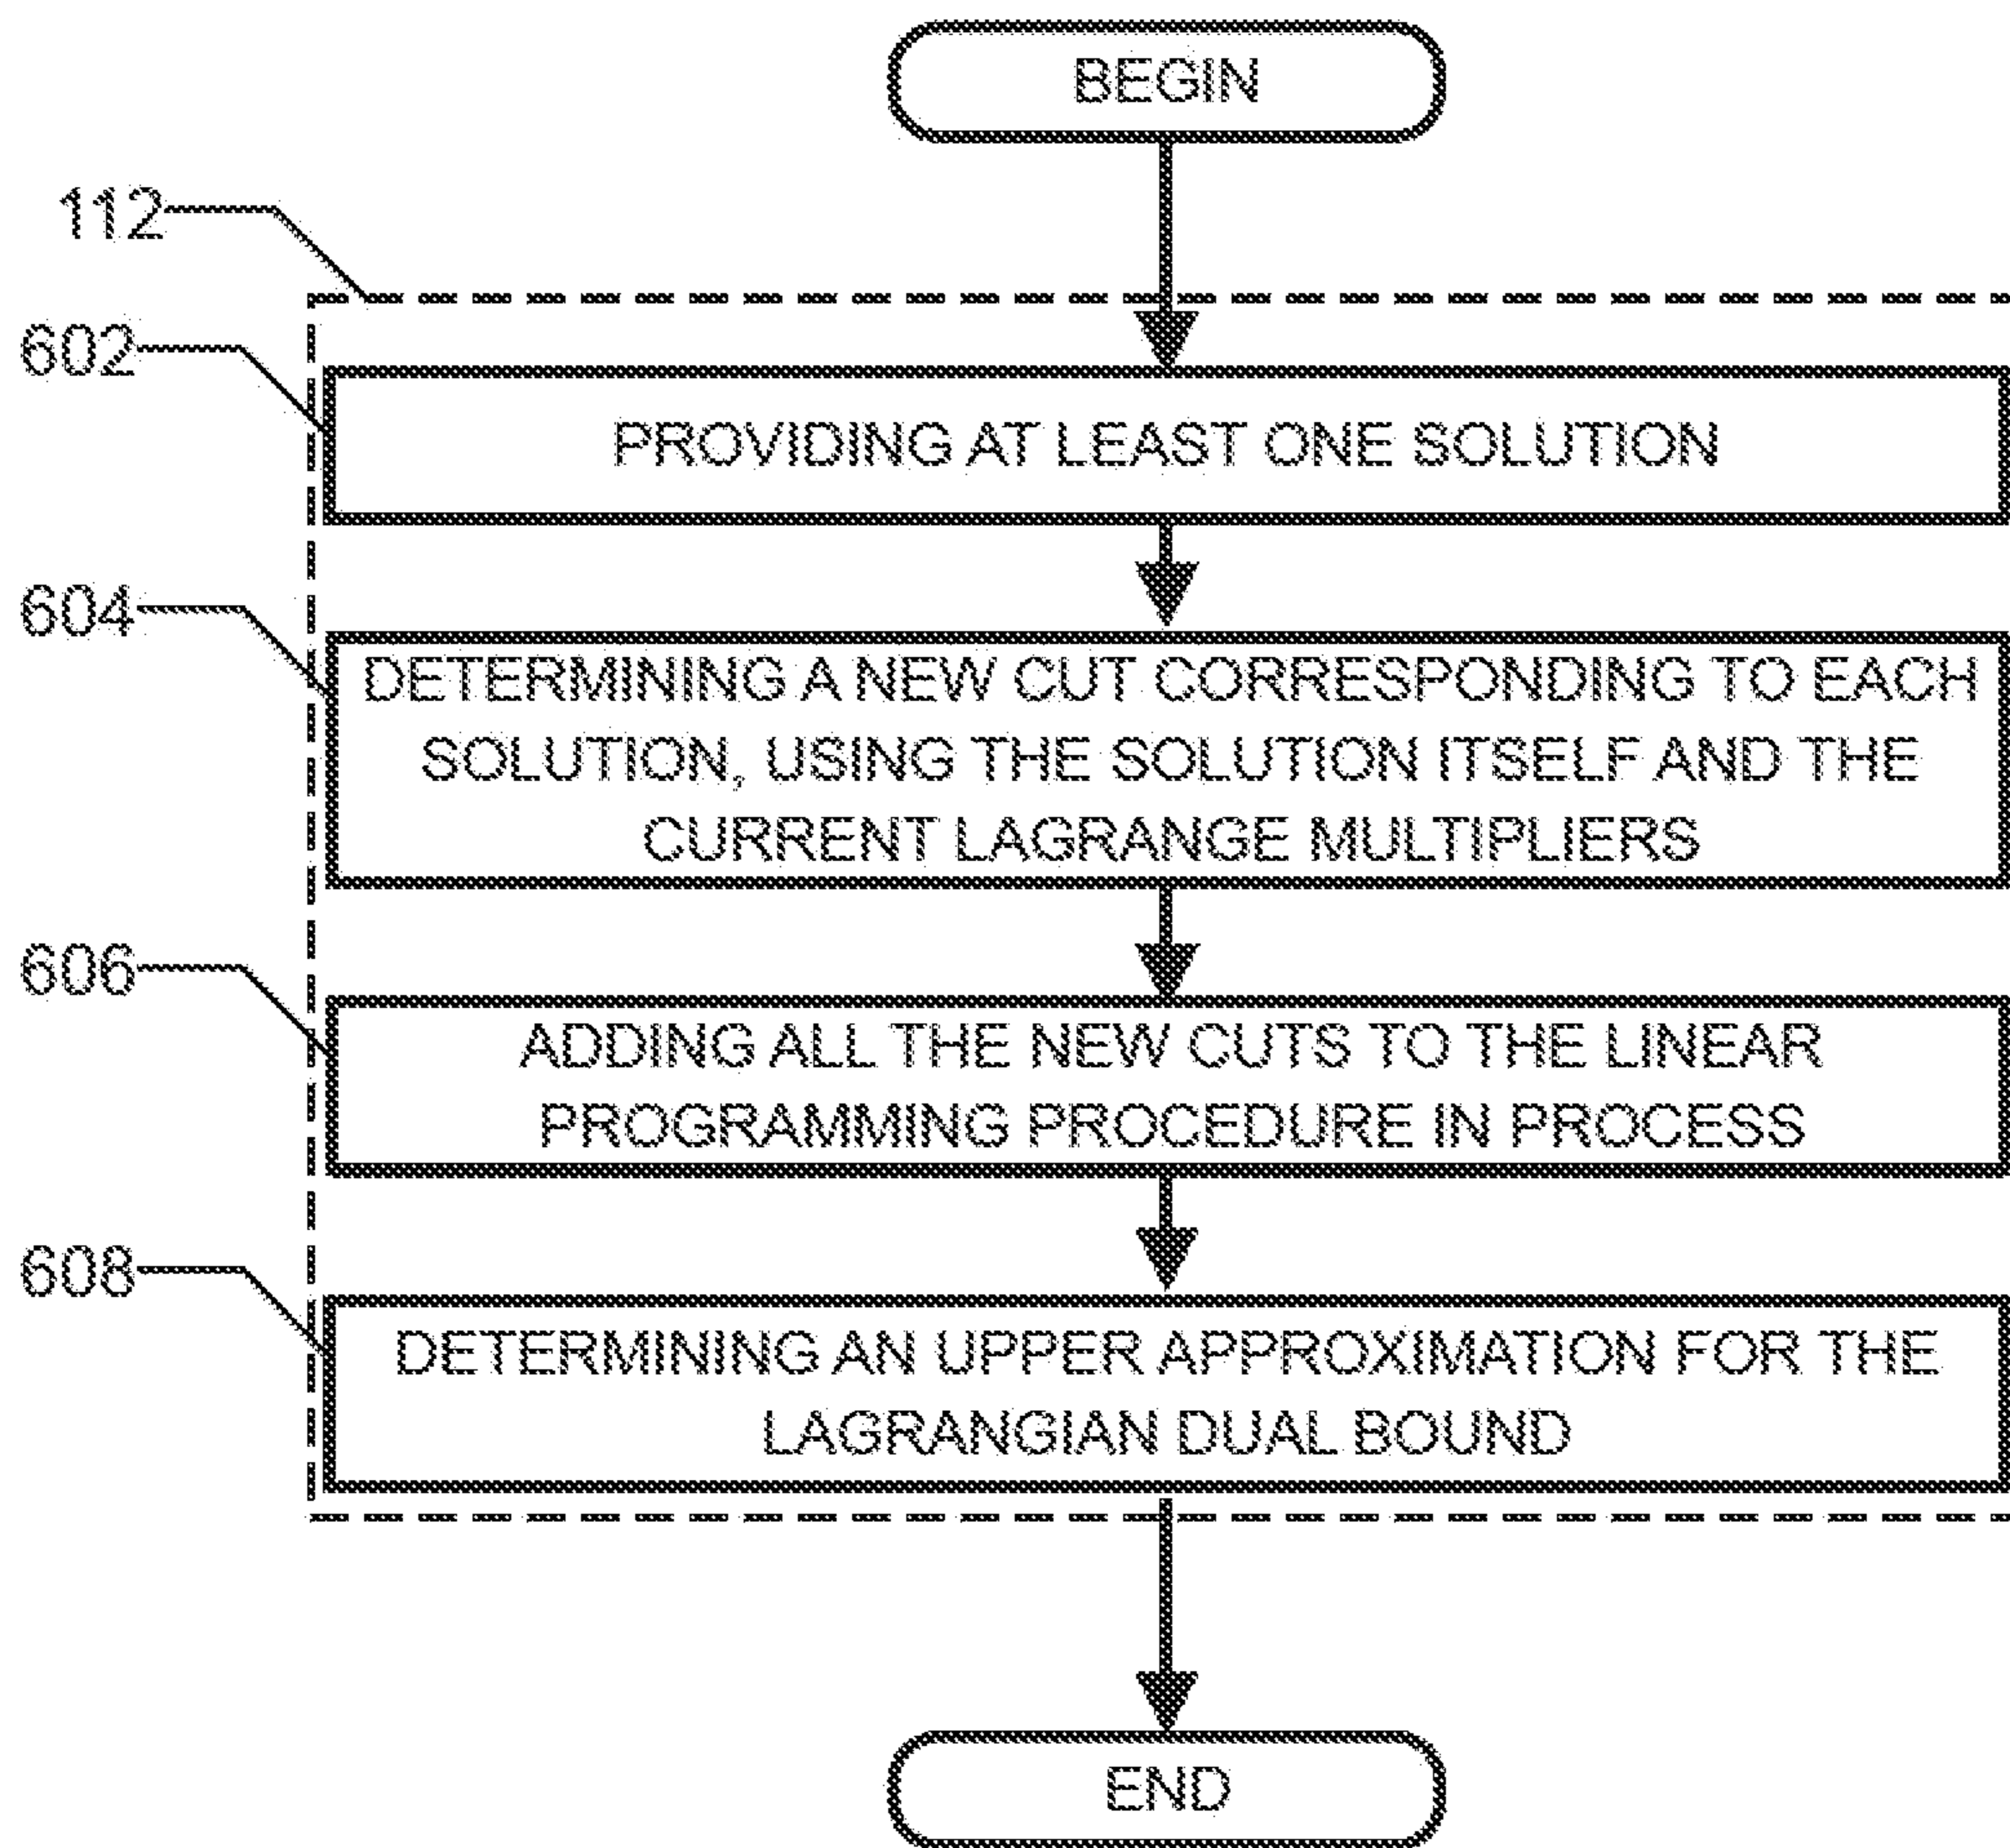 BEGIN
112
602
PROVIDING AT LEAST ONE SOLUTION
604
DETERMINING A NEW CUT CORRESPONDING TO EACH
SOLUTION, USING THE SOLUTION ITSELF AND THE
CURRENT LAGRANGE MULTIPLIERS
606
ADDING ALL THE NEW CUTS TO THE LINEAR
PROGRAMMING PROCEDURE IN PROCESS
608
DETERMINING AN UPPER APPROXIMATION FOR THE
LAGRANGIAN DUAL BOUND
END